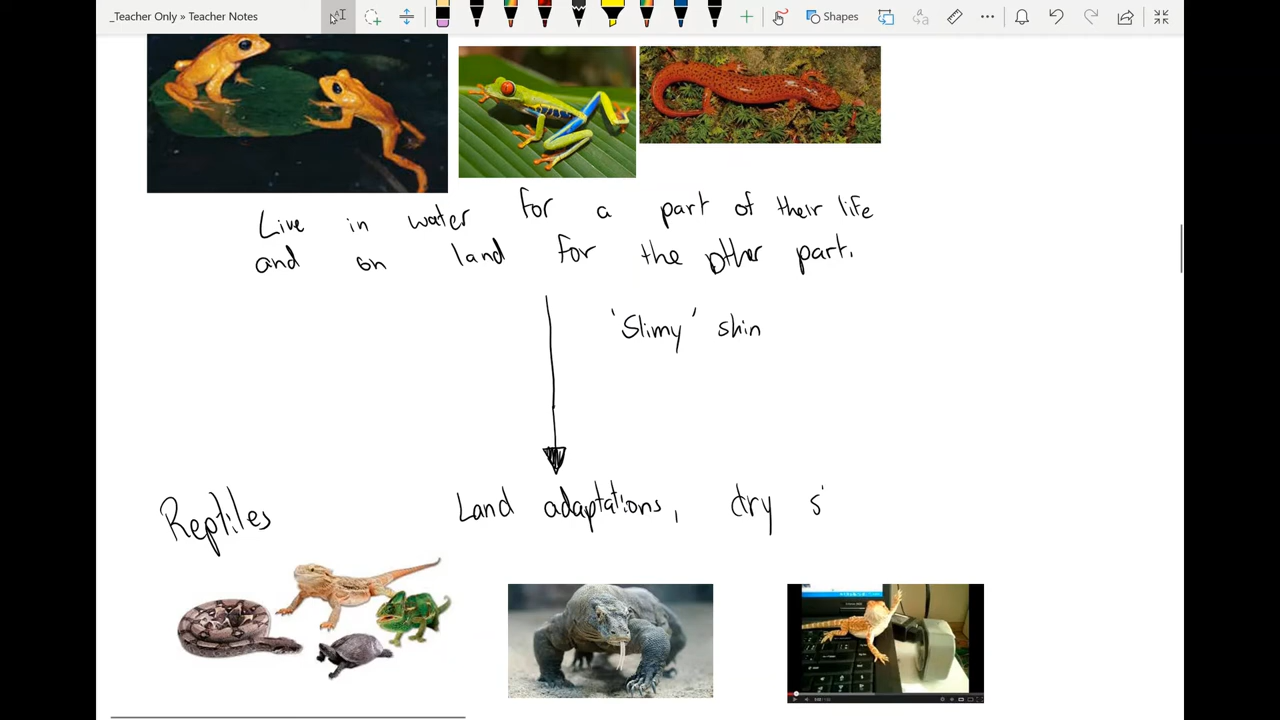 _Teacher Only » Teacher Notes
Shapes
Live in water for a part of their life
and on land for the other part.
'Slimy' skin
Reptiles
Land adaptations, dry s